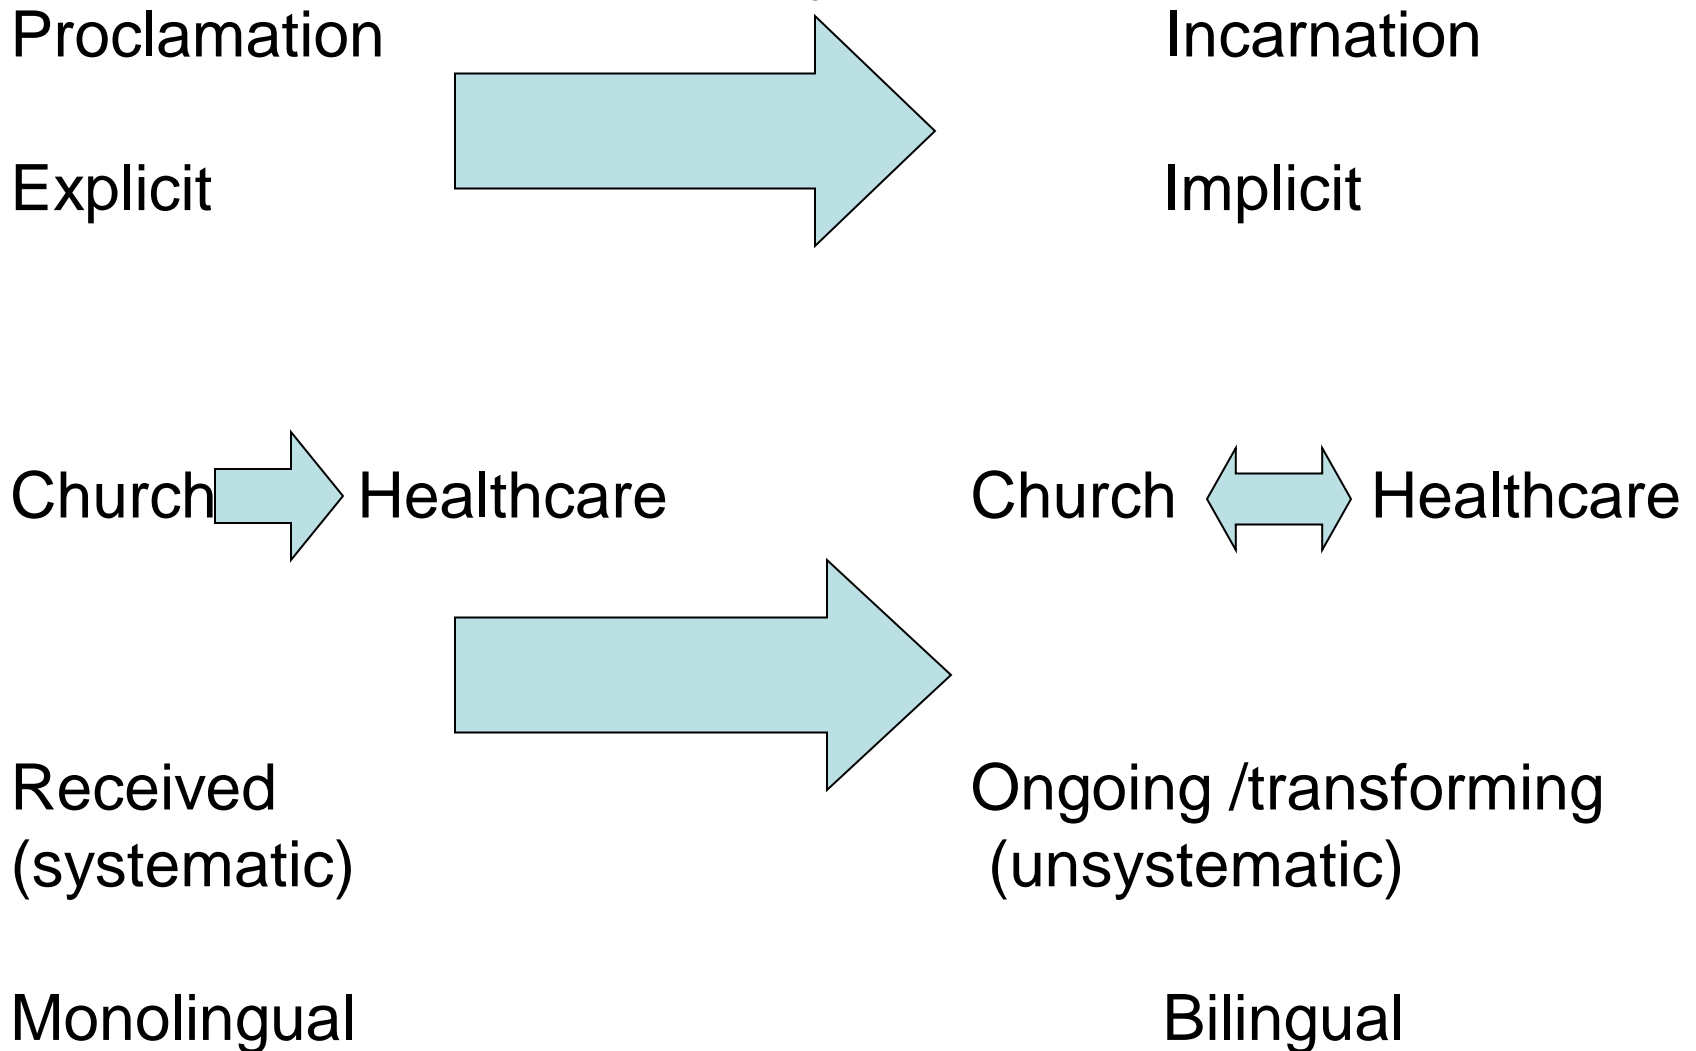 Proclamation Incarnation
Explicit Implicit
Church Healthcare Church Healthcare
Received Ongoing /transforming
(systematic) (unsystematic)
Monolingual Bilingual